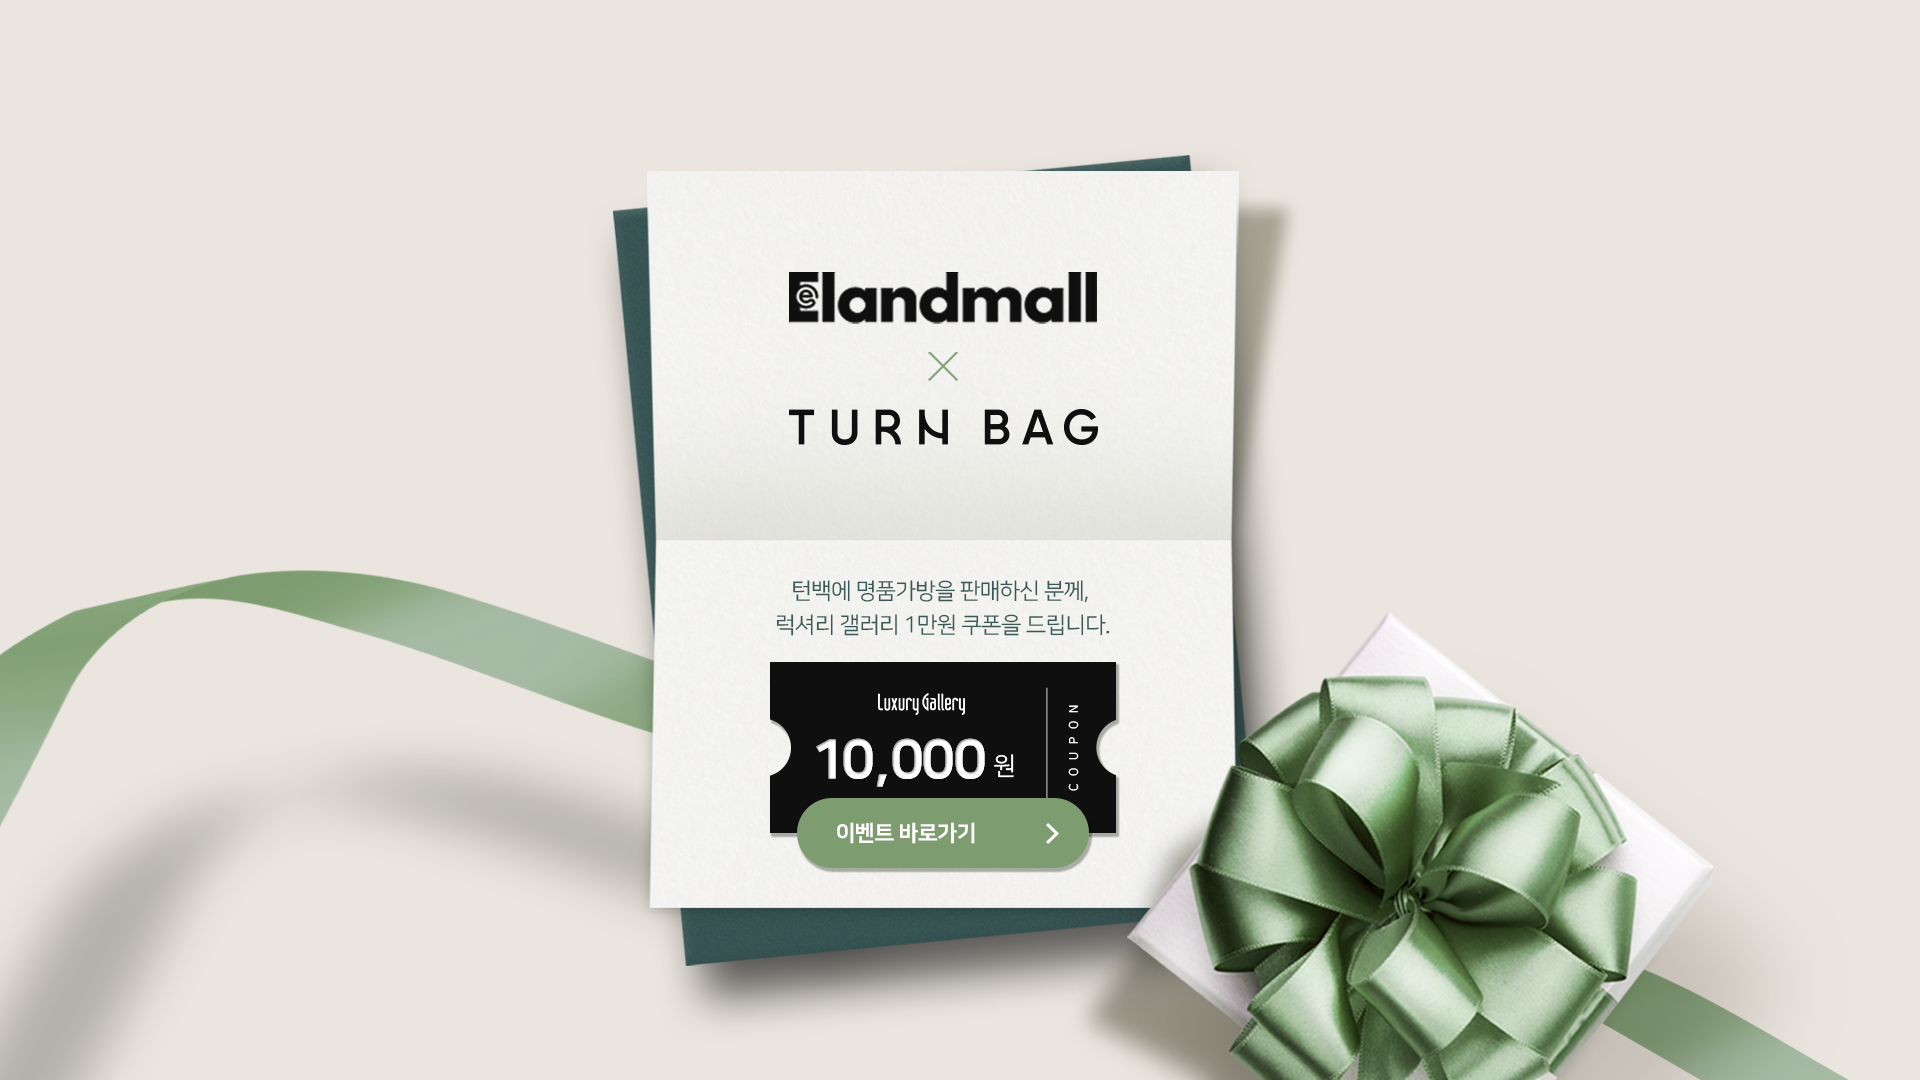 Elandmall
×
TURN BAG
턴백에 명품가방을 판매하신 분께,
럭셔리 갤러리 1만원 쿠폰을 드립니다.
Luxury Gallery
10,000 원
COUPON
이벤트 바로가기